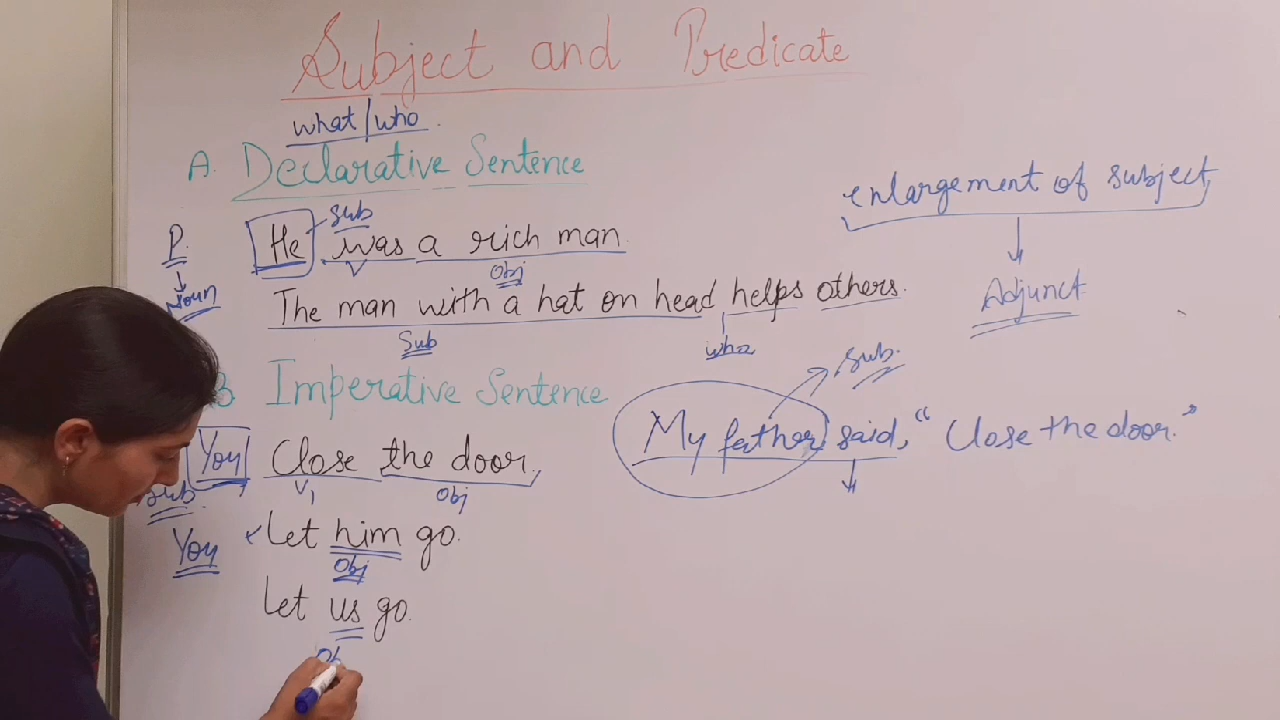 Subject and Predicate
what/who
A. Declarative Sentence
sub
P. He was a rich man.
V obj
Noun
The man with a hat on head helps others.
Sub who
enlargement of subject
Adjunct
B Imperative Sentence
sub.
You Close the door.
My father said, "Close the door."
sub V1 obj
You Let him go.
obj
Let us go.
Ob